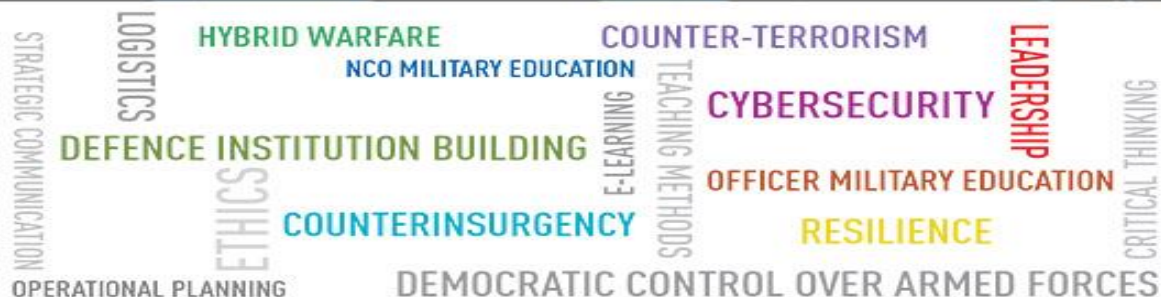 STRATEGIC COMMUNICATION
LOGISTICS
HYBRID WARFARE
COUNTER-TERRORISM
LEADERSHIP
NCO MILITARY EDUCATION
TEACHING METHODS
CYBERSECURITY
CRITICAL THINKING
E-LEARNING
DEFENCE INSTITUTION BUILDING
ETHICS
OFFICER MILITARY EDUCATION
COUNTERINSURGENCY
RESILIENCE
OPERATIONAL PLANNING
DEMOCRATIC CONTROL OVER ARMED FORCES